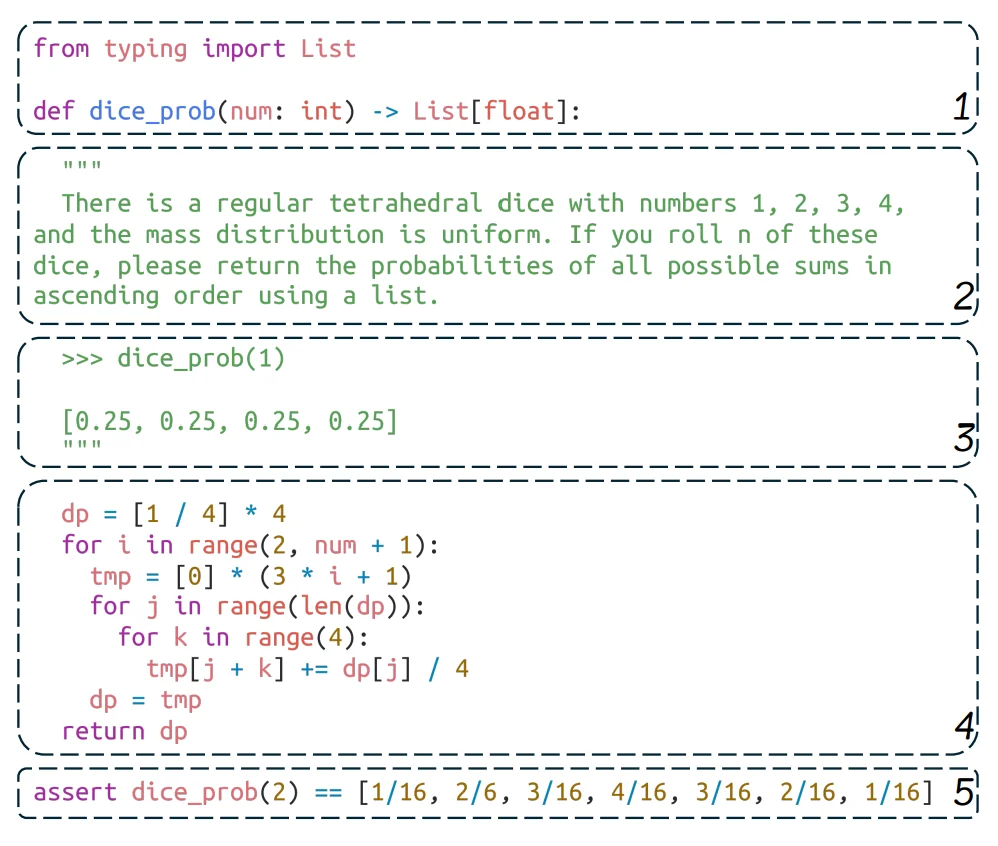 from typing import List
def dice_prob(num: int) -> List[float]:
1
"""
There is a regular tetrahedral dice with numbers 1, 2, 3, 4,
and the mass distribution is uniform. If you roll n of these
dice, please return the probabilities of all possible sums in
ascending order using a list.
2
>>> dice_prob(1)
[0.25, 0.25, 0.25, 0.25]
"""
3
dp = [1 / 4] * 4
for i in range(2, num + 1):
tmp = [0] * (3 * i + 1)
for j in range(len(dp)):
for k in range(4):
tmp[j + k] += dp[j] / 4
dp = tmp
return dp
4
assert dice_prob(2) == [1/16, 2/6, 3/16, 4/16, 3/16, 2/16, 1/16]
5